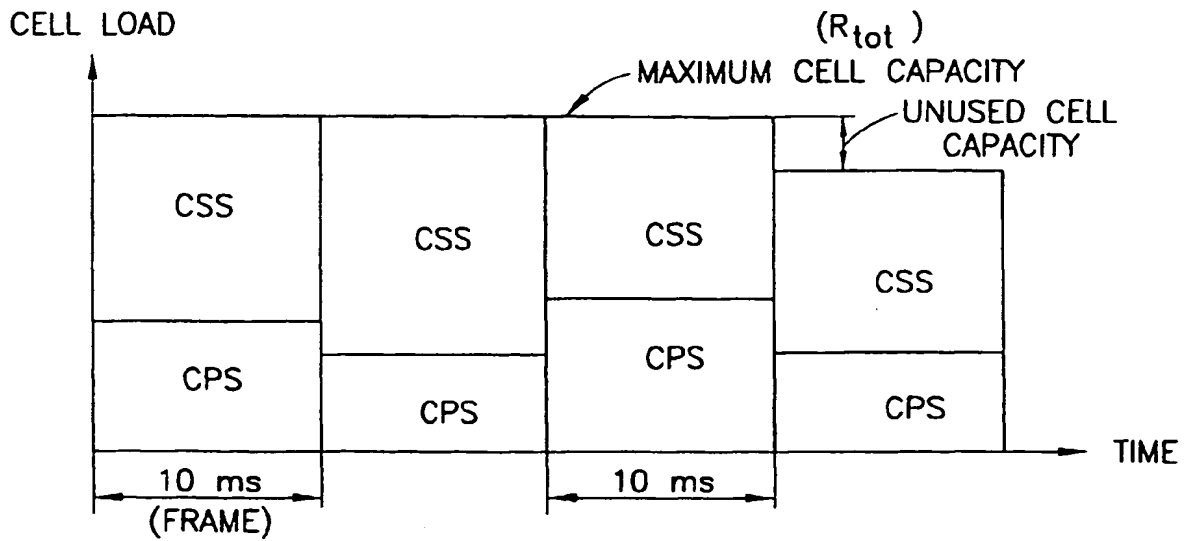 CELL LOAD
(Rtot )
MAXIMUM CELL CAPACITY
UNUSED CELL
CAPACITY
CSS
CSS
CSS
CSS
CPS
CPS
CPS
CPS
TIME
10 ms
(FRAME)
10 ms